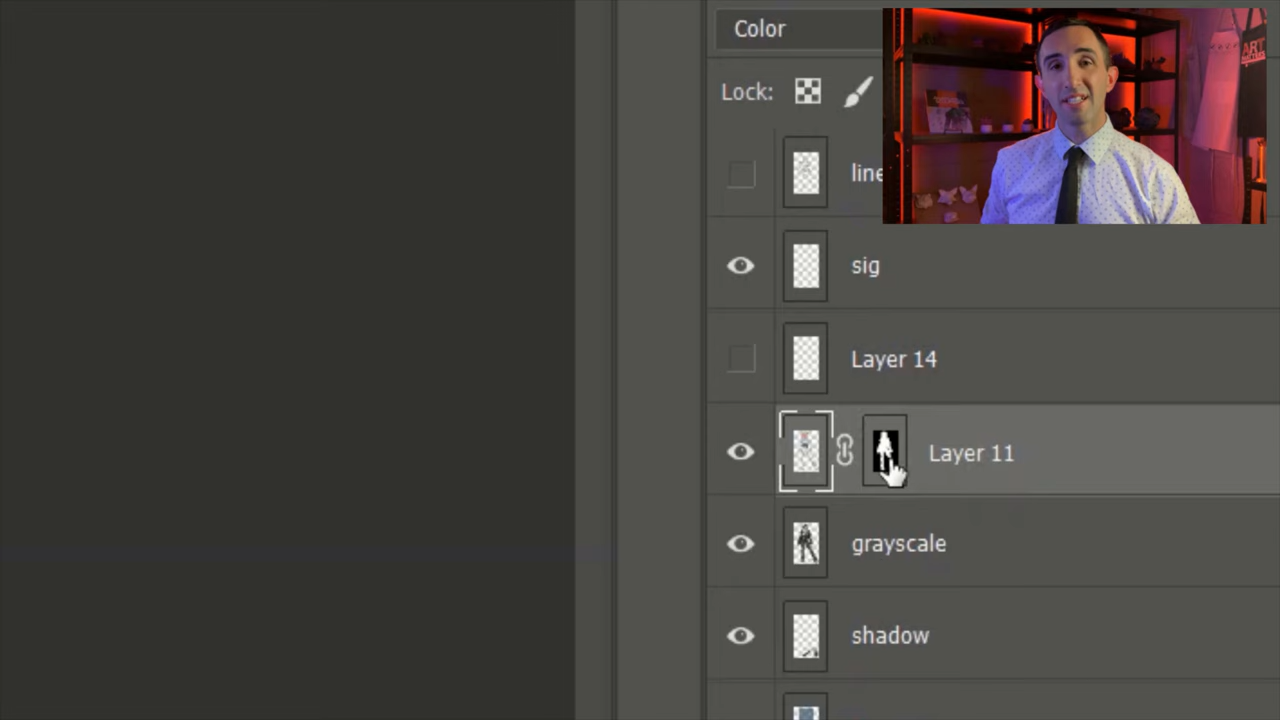 Color
Lock:
line
sig
Layer 14
Layer 11
grayscale
shadow